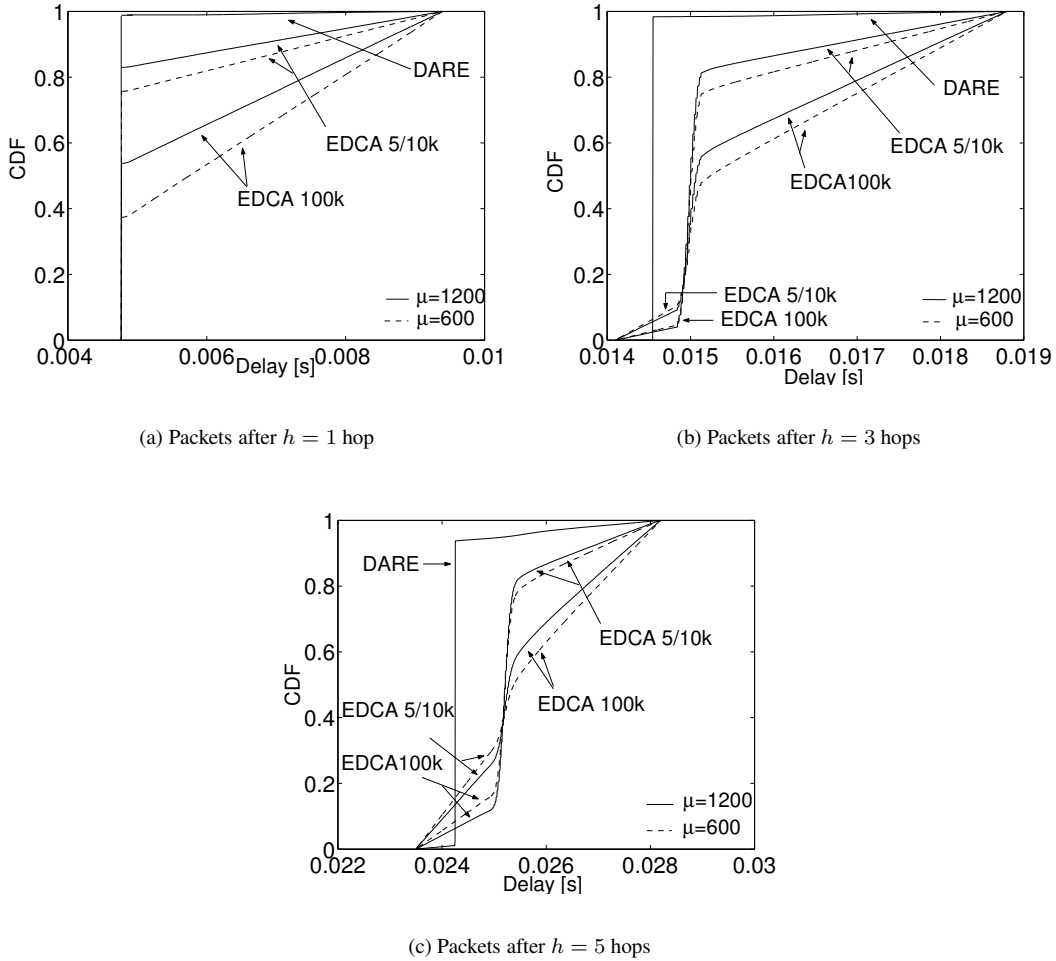 1
0.8
0.6
0.4
0.2
0
CDF
DARE
EDCA 5/10k
EDCA 100k
μ=1200
μ=600
0.004
0.006
0.008
0.01
Delay [s]
(a) Packets after h = 1 hop
1
0.8
0.6
0.4
0.2
0
CDF
DARE
EDCA 5/10k
EDCA100k
EDCA 5/10k
EDCA 100k
μ=1200
μ=600
0.014
0.015
0.016
0.017
0.018
0.019
Delay [s]
(b) Packets after h = 3 hops
1
0.8
0.6
0.4
0.2
0
CDF
DARE
EDCA 5/10k
EDCA 100k
EDCA 5/10k
EDCA100k
μ=1200
μ=600
0.022
0.024
0.026
0.028
0.03
Delay [s]
(c) Packets after h = 5 hops